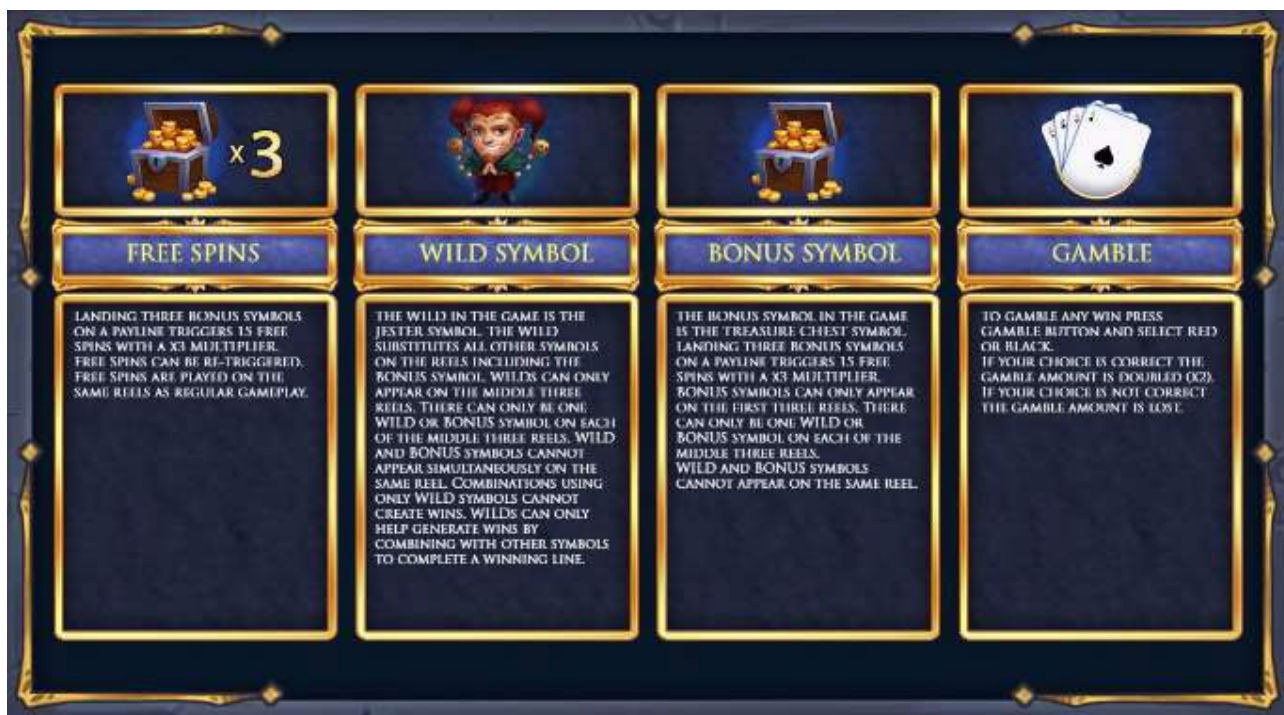 x3
FREE SPINS
LANDING THREE BONUS SYMBOLS
ON A PAYLINE TRIGGERS 15 FREE
SPINS WITH A X3 MULTIPLIER.
FREE SPINS CAN BE RE-TRIGGERED.
FREE SPINS ARE PLAYED ON THE
SAME REELS AS REGULAR GAMEPLAY.
WILD SYMBOL
THE WILD IN THE GAME IS THE
JESTER SYMBOL. THE WILD
SUBSTITUTES ALL OTHER SYMBOLS
ON THE REELS INCLUDING THE
BONUS SYMBOL. WILDS CAN ONLY
APPEAR ON THE MIDDLE THREE
REELS. THERE CAN ONLY BE ONE
WILD OR BONUS SYMBOL ON EACH
OF THE MIDDLE THREE REELS. WILD
AND BONUS SYMBOLS CANNOT
APPEAR SIMULTANEOUSLY ON THE
SAME REEL. COMBINATIONS USING
ONLY WILD SYMBOLS CANNOT
CREATE WINS. WILDS CAN ONLY
HELP GENERATE WINS BY
COMBINING WITH OTHER SYMBOLS
TO COMPLETE A WINNING LINE.
BONUS SYMBOL
THE BONUS SYMBOL IN THE GAME
IS THE TREASURE CHEST SYMBOL.
LANDING THREE BONUS SYMBOLS
ON A PAYLINE TRIGGERS 15 FREE
SPINS WITH A X3 MULTIPLIER.
BONUS SYMBOLS CAN ONLY APPEAR
ON THE FIRST THREE REELS. THERE
CAN ONLY BE ONE WILD OR
BONUS SYMBOL ON EACH OF THE
MIDDLE THREE REELS.
WILD AND BONUS SYMBOLS
CANNOT APPEAR ON THE SAME REEL.
GAMBLE
TO GAMBLE ANY WIN PRESS
GAMBLE BUTTON AND SELECT RED
OR BLACK.
IF YOUR CHOICE IS CORRECT THE
GAMBLE AMOUNT IS DOUBLED (X2).
IF YOUR CHOICE IS NOT CORRECT
THE GAMBLE AMOUNT IS LOST.